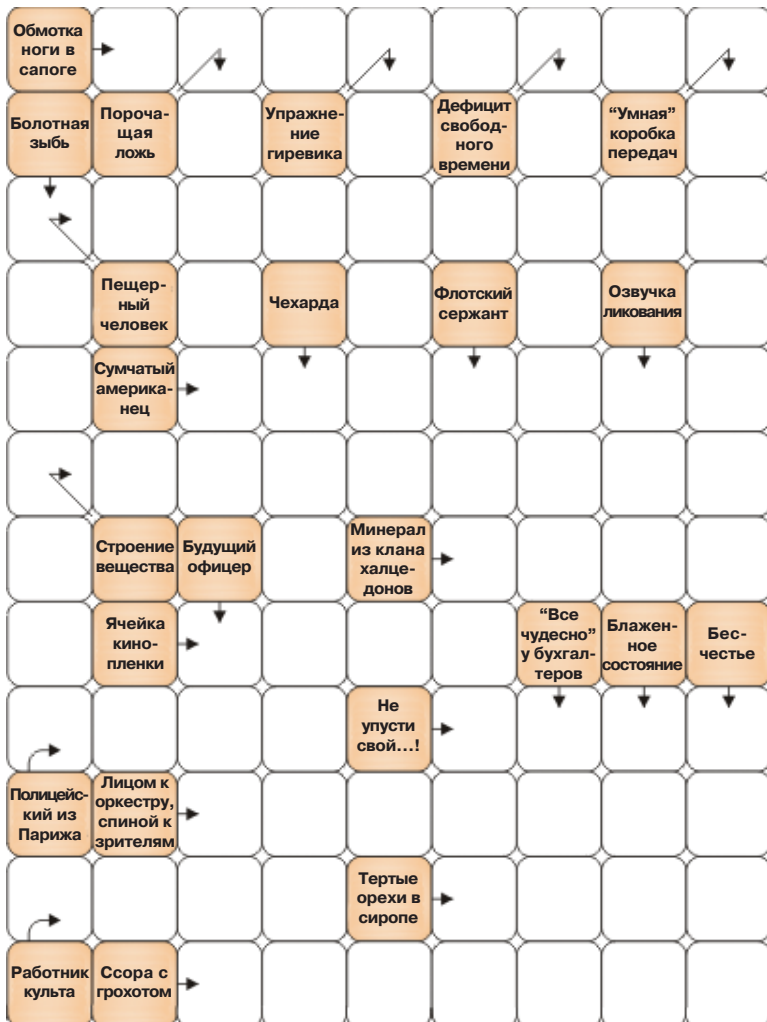 Обмотка
ноги в
сапоге
Болотная
зыбь
Пороча-
щая
ложь
Упражне-
ние
гиревика
Дефицит
свобод-
ного
времени
“Умная”
коробка
передач
Пещер-
ный
человек
Чехарда
Флотский
сержант
Озвучка
ликования
Сумчатый
америка-
нец
Строение
вещества
Будущий
офицер
Минерал
из клана
халце-
донов
Ячейка
кино-
пленки
“Все
чудесно”
у бухгал-
теров
Блажен-
ное
состояние
Бес-
честье
Не
упусти
свой...!
Полицейс-
кий из
Парижа
Лицом к
оркестру,
спиной к
зрителям
Тертые
орехи в
сиропе
Работник
культа
Ссора с
грохотом